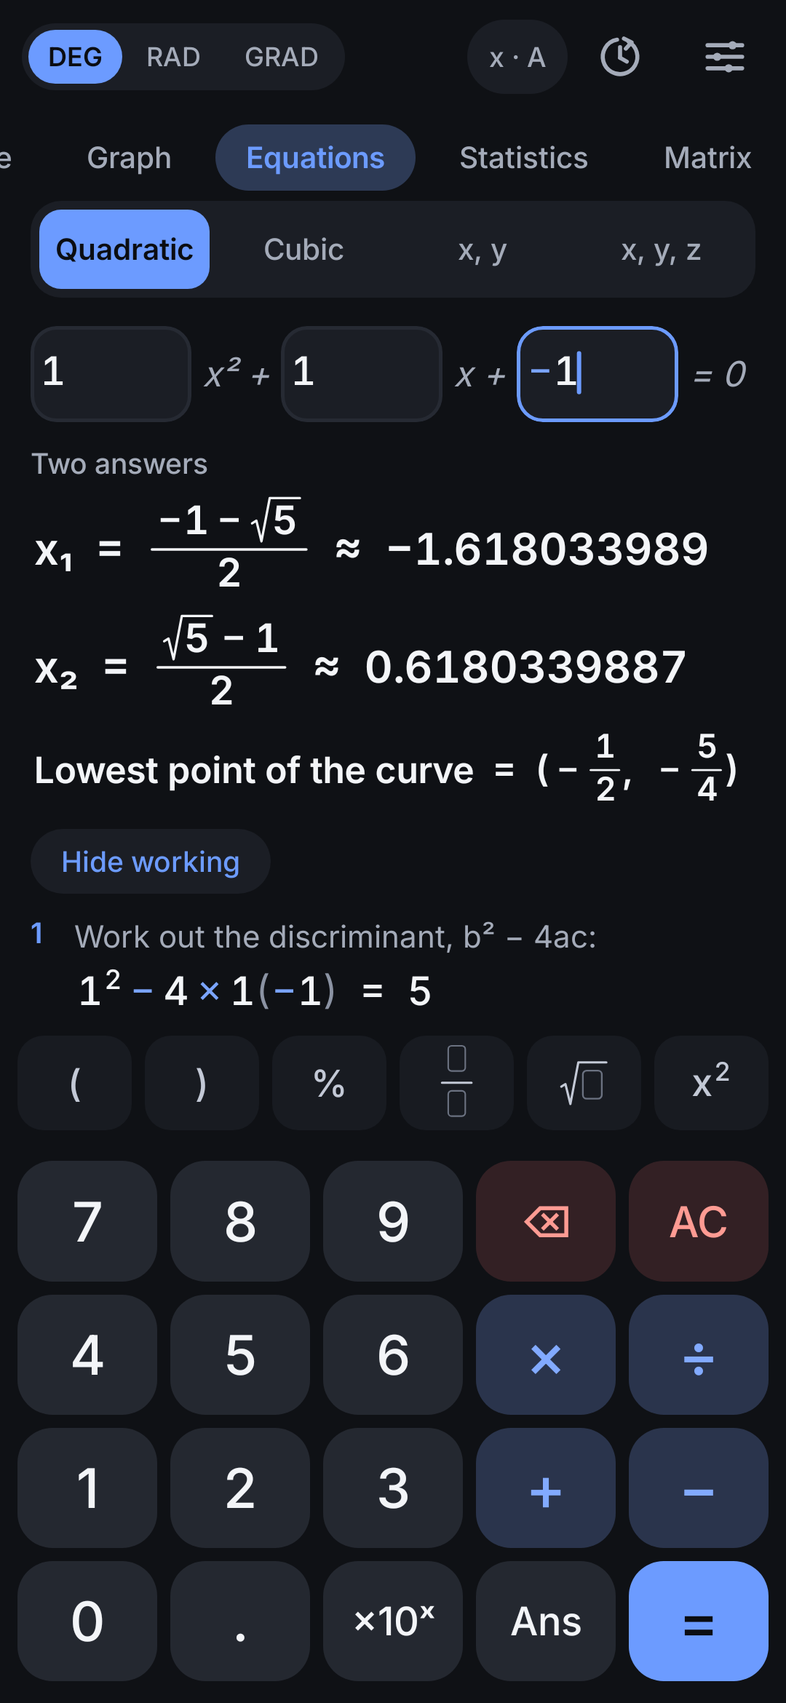 DEG RAD GRAD x · A
e Graph Equations Statistics Matrix
Quadratic Cubic x, y x, y, z
1 x² + 1 x + −1 = 0
Two answers
x₁ = (−1 − √5)/2 ≈ −1.618033989
x₂ = (√5 − 1)/2 ≈ 0.6180339887
Lowest point of the curve = (− 1/2, − 5/4)
Hide working
1 Work out the discriminant, b² − 4ac:
1² − 4 × 1(−1) = 5
( ) % √ x²
7 8 9 AC
4 5 6 × ÷
1 2 3 + −
0 . ×10ˣ Ans =